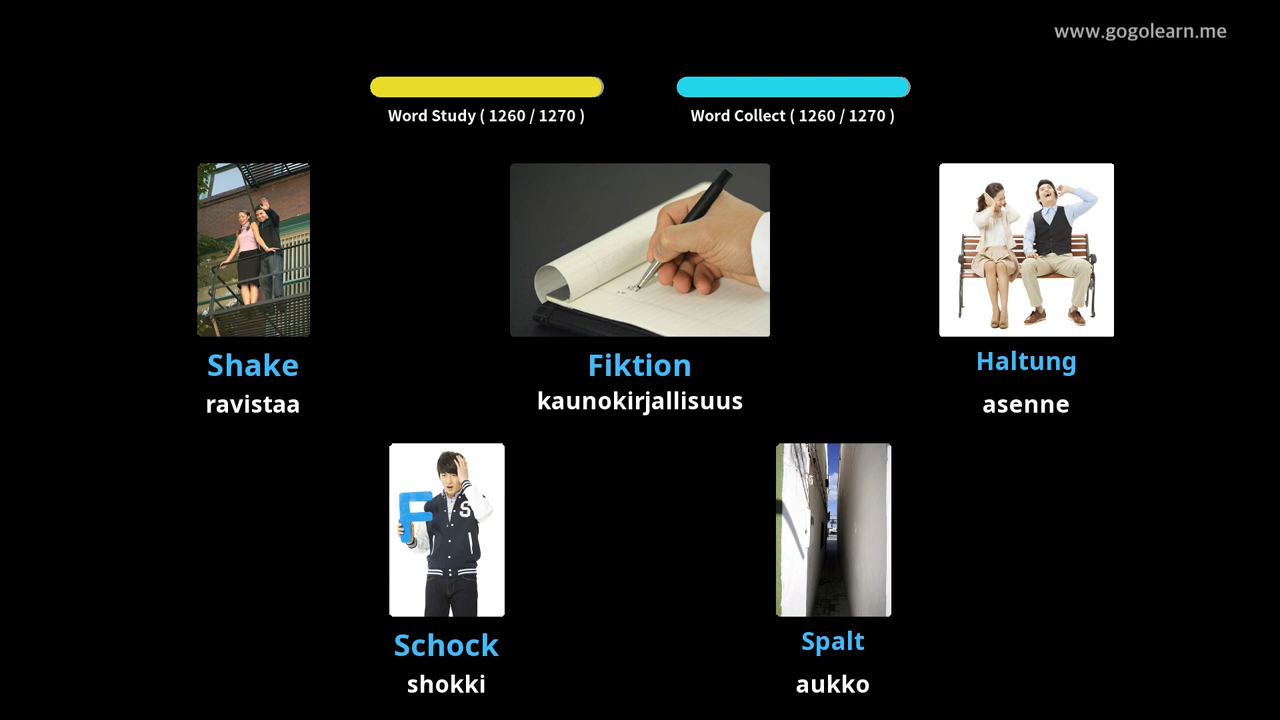 www.gogolearn.me
Word Study ( 1260 / 1270 )
Word Collect ( 1260 / 1270 )
Shake
ravistaa
Fiktion
kaunokirjallisuus
Haltung
asenne
F
S
Schock
shokki
Spalt
aukko